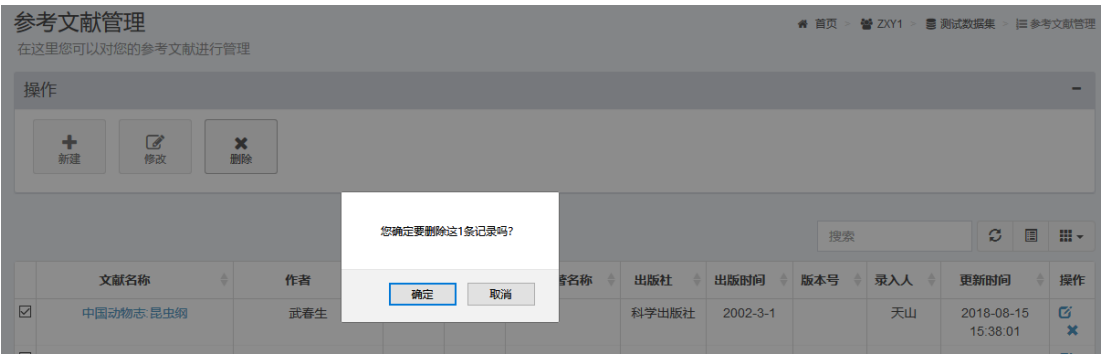 参考文献管理
首页 > ZXY1 > 测试数据集 > 参考文献管理
在这里您可以对您的参考文献进行管理
操作
新建 修改 删除
您确定要删除这1条记录吗?
确定 取消
搜索
文献名称 作者 著名称 出版社 出版时间 版本号 录入人 更新时间 操作
中国动物志:昆虫纲 武春生 科学出版社 2002-3-1 天山 2018-08-15
15:38:01